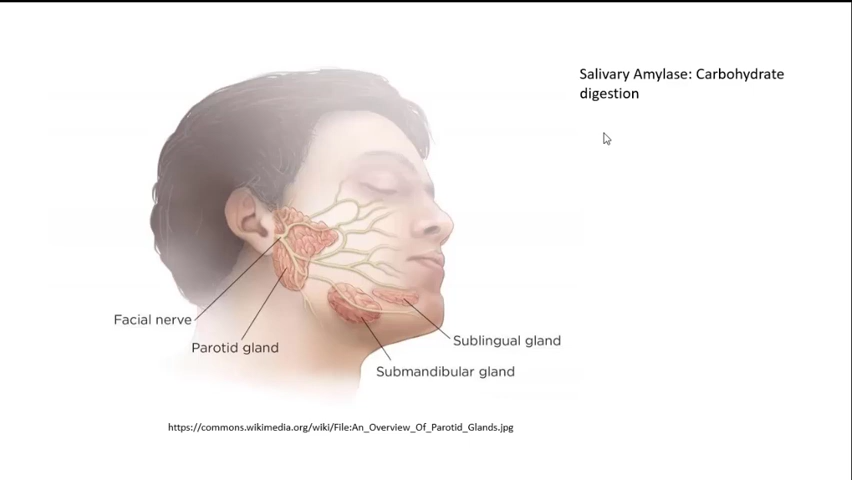 Salivary Amylase: Carbohydrate
digestion
Facial nerve
Parotid gland
Sublingual gland
Submandibular gland
https://commons.wikimedia.org/wiki/File:An_Overview_Of_Parotid_Glands.jpg